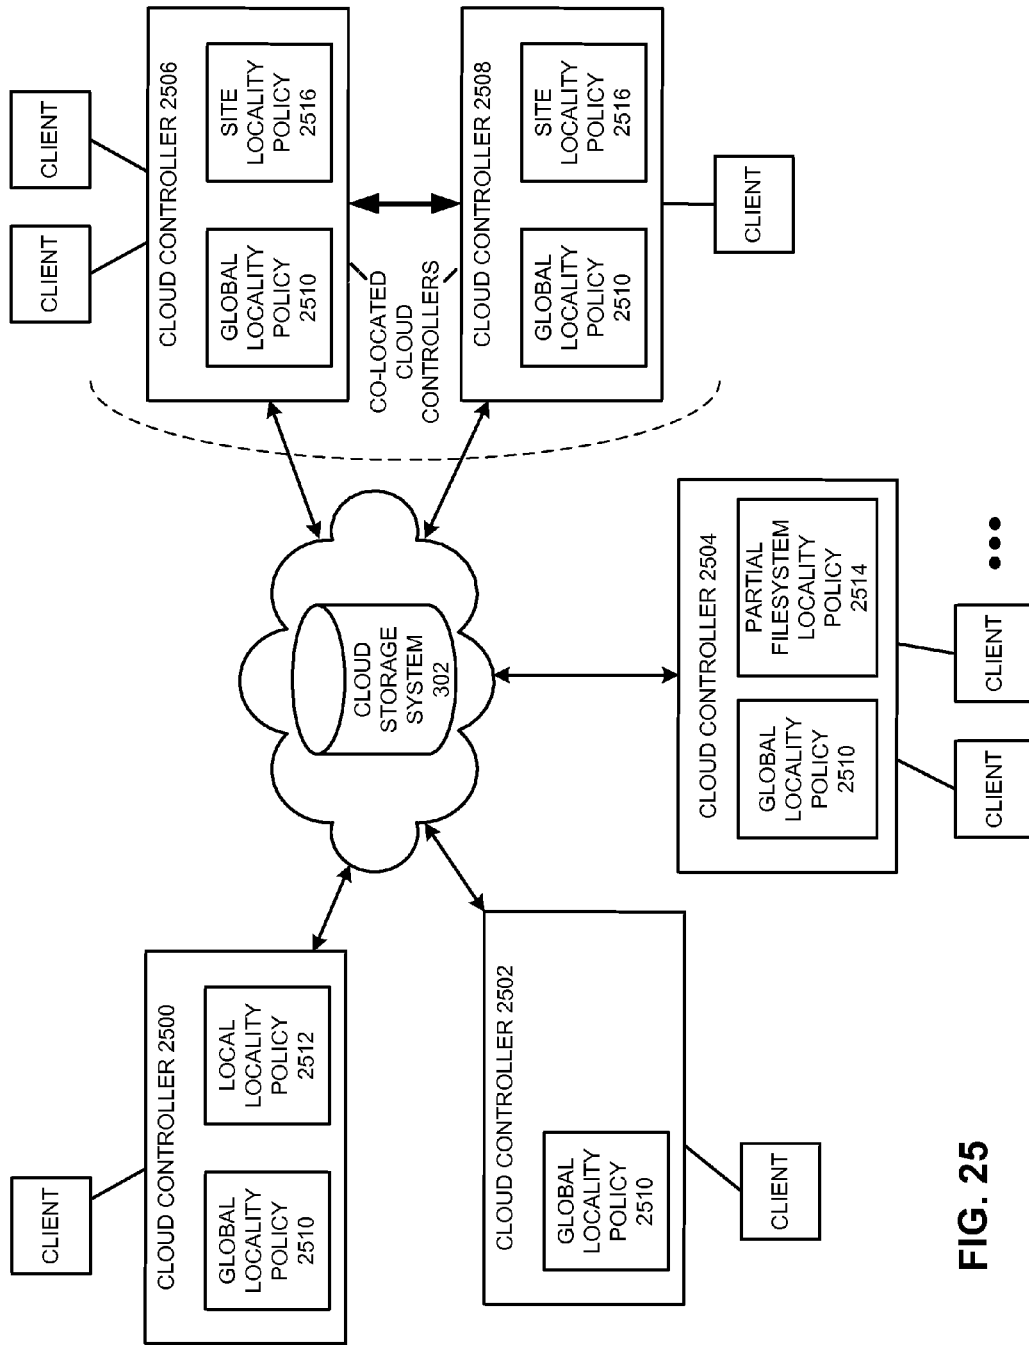 CLIENT
CLOUD CONTROLLER 2500
GLOBAL
LOCALITY
POLICY
2510
LOCAL
LOCALITY
POLICY
2512
CLOUD CONTROLLER 2502
GLOBAL
LOCALITY
POLICY
2510
CLIENT
CLOUD
STORAGE
SYSTEM
302
CLOUD CONTROLLER 2504
GLOBAL
LOCALITY
POLICY
2510
PARTIAL
FILESYSTEM
LOCALITY
POLICY
2514
CLIENT
CLIENT
•••
CLIENT
CLIENT
CLOUD CONTROLLER 2506
GLOBAL
LOCALITY
POLICY
2510
SITE
LOCALITY
POLICY
2516
CO-LOCATED
CLOUD
CONTROLLERS
CLOUD CONTROLLER 2508
GLOBAL
LOCALITY
POLICY
2510
SITE
LOCALITY
POLICY
2516
CLIENT
FIG. 25